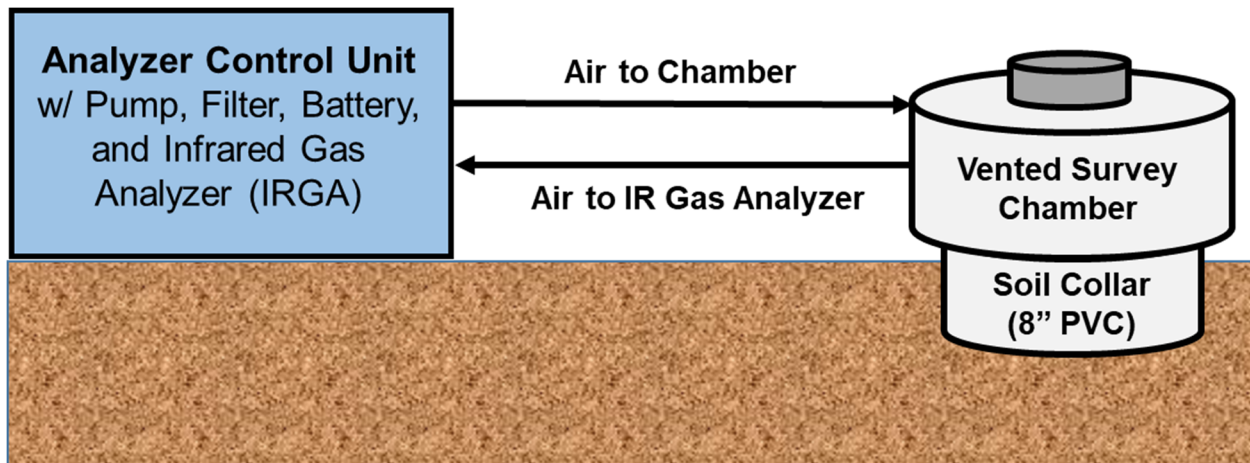 Analyzer Control Unit
w/ Pump, Filter, Battery,
and Infrared Gas
Analyzer (IRGA)
Air to Chamber
Air to IR Gas Analyzer
Vented Survey
Chamber
Soil Collar
(8” PVC)